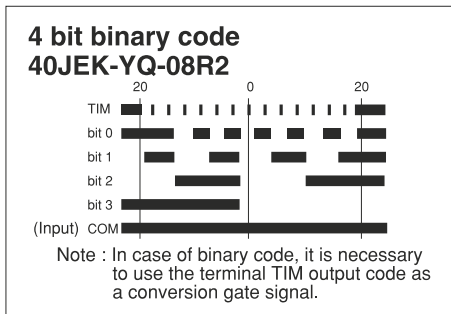 4 bit binary code
40JEK-YQ-08R2
20 0 20
TIM
bit 0
bit 1
bit 2
bit 3
(Input) COM
Note : In case of binary code, it is necessary
to use the terminal TIM output code as
a conversion gate signal.